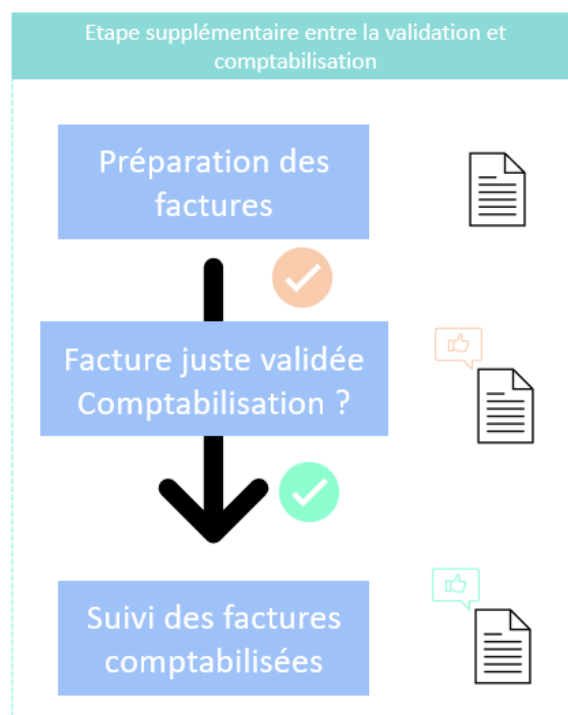 Etape supplémentaire entre la validation et
comptabilisation
Préparation des
factures
Facture juste validée
Comptabilisation ?
Suivi des factures
comptabilisées